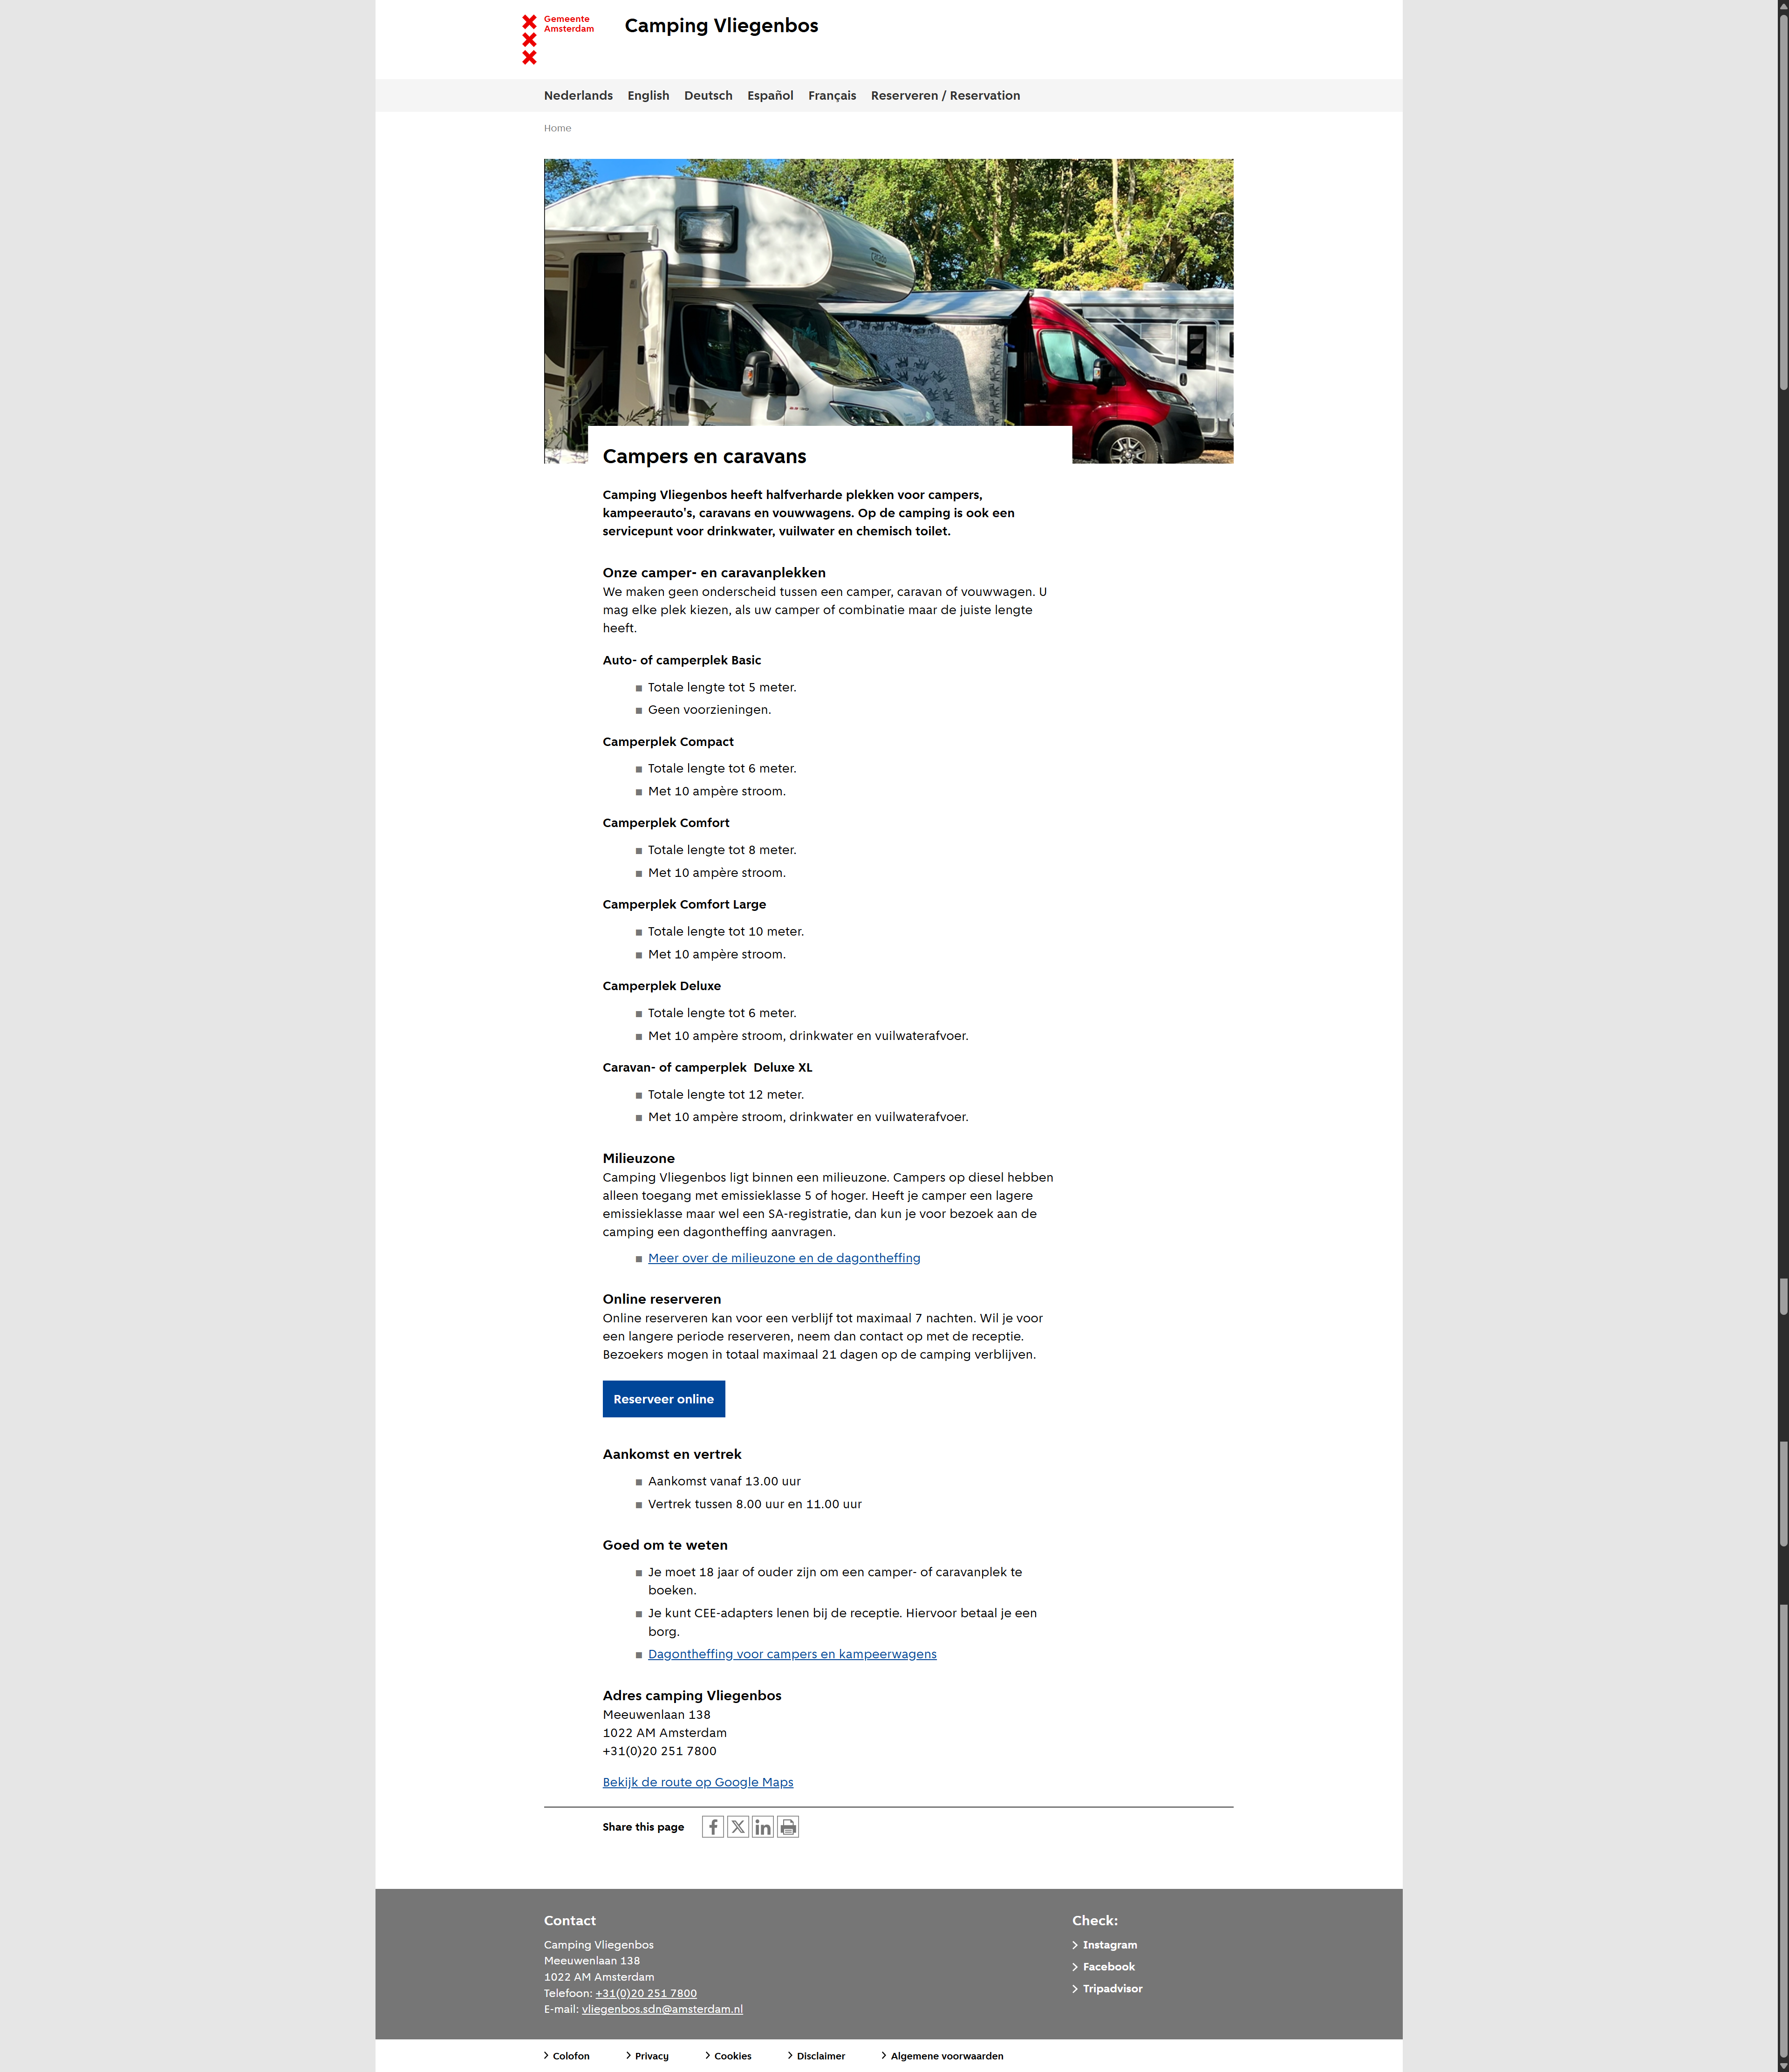 Gemeente
Amsterdam
Camping Vliegenbos
Nederlands English Deutsch Español Français Reserveren / Reservation
Home
Campers en caravans
Camping Vliegenbos heeft halfverharde plekken voor campers,
kampeerauto's, caravans en vouwwagens. Op de camping is ook een
servicepunt voor drinkwater, vuilwater en chemisch toilet.
Onze camper- en caravanplekken
We maken geen onderscheid tussen een camper, caravan of vouwwagen. U
mag elke plek kiezen, als uw camper of combinatie maar de juiste lengte
heeft.
Auto- of camperplek Basic
Totale lengte tot 5 meter.
Geen voorzieningen.
Camperplek Compact
Totale lengte tot 6 meter.
Met 10 ampère stroom.
Camperplek Comfort
Totale lengte tot 8 meter.
Met 10 ampère stroom.
Camperplek Comfort Large
Totale lengte tot 10 meter.
Met 10 ampère stroom.
Camperplek Deluxe
Totale lengte tot 6 meter.
Met 10 ampère stroom, drinkwater en vuilwaterafvoer.
Caravan- of camperplek  Deluxe XL
Totale lengte tot 12 meter.
Met 10 ampère stroom, drinkwater en vuilwaterafvoer.
Milieuzone
Camping Vliegenbos ligt binnen een milieuzone. Campers op diesel hebben
alleen toegang met emissieklasse 5 of hoger. Heeft je camper een lagere
emissieklasse maar wel een SA-registratie, dan kun je voor bezoek aan de
camping een dagontheffing aanvragen.
Meer over de milieuzone en de dagontheffing
Online reserveren
Online reserveren kan voor een verblijf tot maximaal 7 nachten. Wil je voor
een langere periode reserveren, neem dan contact op met de receptie.
Bezoekers mogen in totaal maximaal 21 dagen op de camping verblijven.
Reserveer online
Aankomst en vertrek
Aankomst vanaf 13.00 uur
Vertrek tussen 8.00 uur en 11.00 uur
Goed om te weten
Je moet 18 jaar of ouder zijn om een camper- of caravanplek te
boeken.
Je kunt CEE-adapters lenen bij de receptie. Hiervoor betaal je een
borg.
Dagontheffing voor campers en kampeerwagens
Adres camping Vliegenbos
Meeuwenlaan 138
1022 AM Amsterdam
+31(0)20 251 7800
Bekijk de route op Google Maps
Share this page
Contact
Camping Vliegenbos
Meeuwenlaan 138
1022 AM Amsterdam
Telefoon: +31(0)20 251 7800
E-mail: vliegenbos.sdn@amsterdam.nl
Check:
Instagram
Facebook
Tripadvisor
Colofon Privacy Cookies Disclaimer Algemene voorwaarden